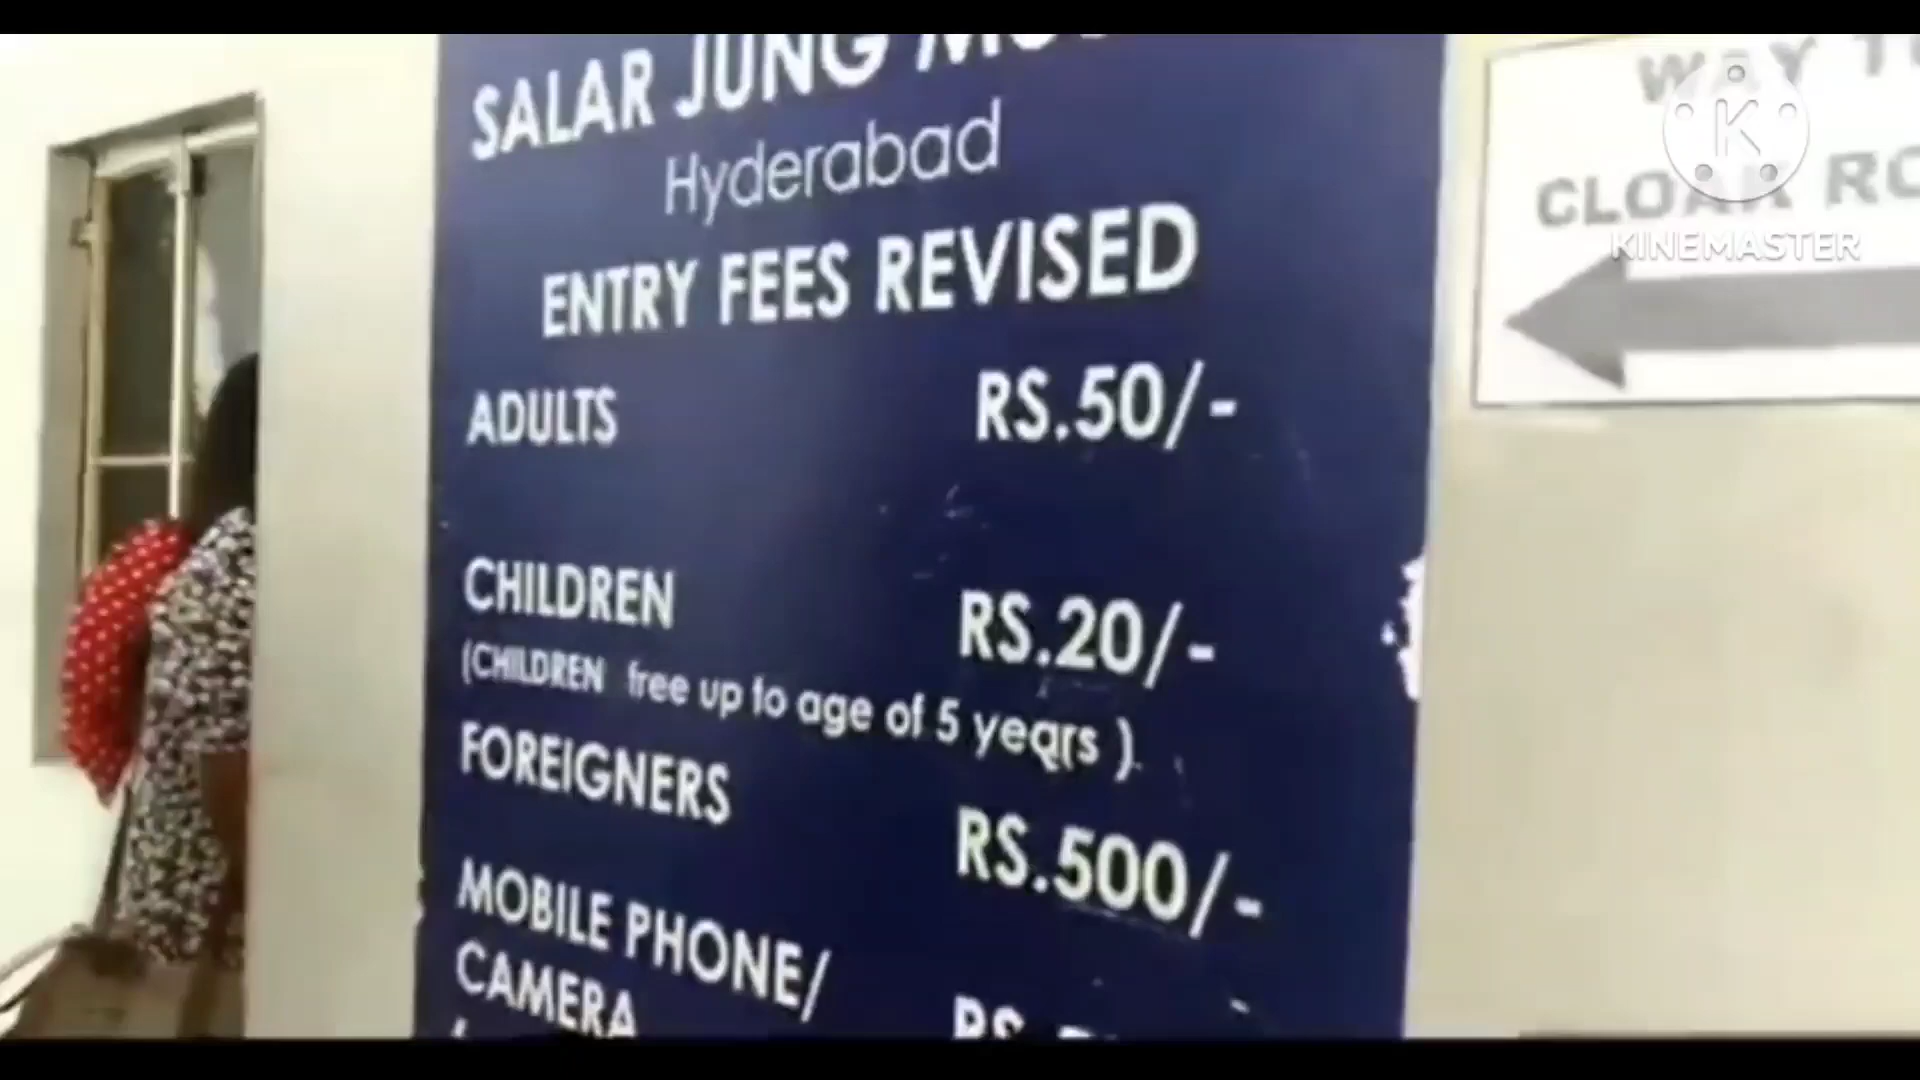 SALAR JUNG
Hyderabad
ENTRY FEES REVISED
ADULTS RS.50/-
CHILDREN RS.20/-
(CHILDREN free up to age of 5 years )
FOREIGNERS RS.500/-
MOBILE PHONE/
CAMERA RS.
WAY
CLOAK
KINEMASTER